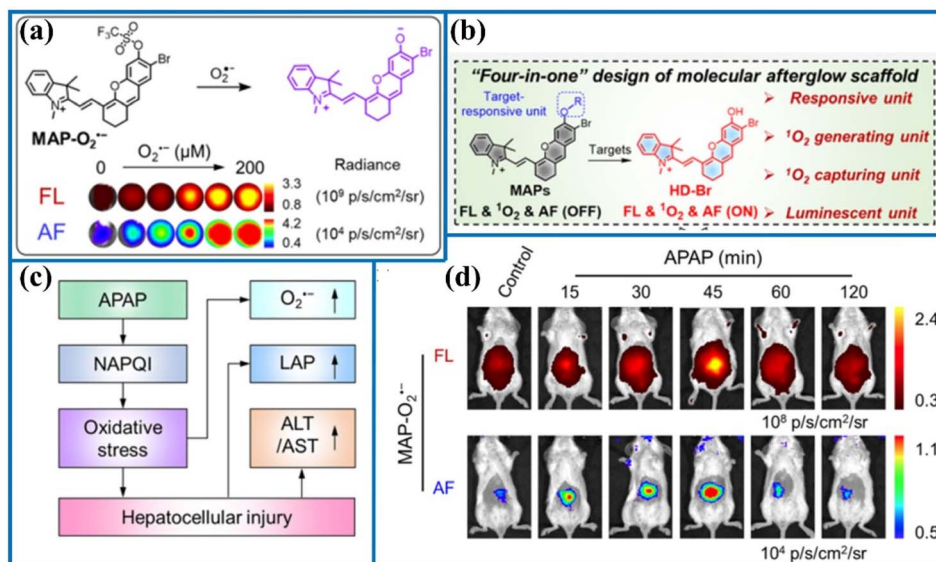 (a)
F₃C
O
S
O
O
Br
O
N
+
MAP-O₂•−
O₂•−
O⊖
Br
O
N
+
0 O₂•− (μM) 200 Radiance
FL 3.3 0.8 (10⁹ p/s/cm²/sr)
AF 4.2 0.4 (10⁴ p/s/cm²/sr)
(b)
"Four-in-one" design of molecular afterglow scaffold
Target-
responsive unit
O-R
Br
O
N
+
MAPs
Targets
OH
Br
O
N
+
HD-Br
FL & ¹O₂ & AF (OFF) FL & ¹O₂ & AF (ON)
Responsive unit
¹O₂ generating unit
¹O₂ capturing unit
Luminescent unit
(c)
APAP
O₂•−
NAPQI
LAP
Oxidative
stress
ALT
/AST
Hepatocellular injury
(d)
APAP (min)
Control 15 30 45 60 120
MAP-O₂•−
FL
2.4
0.3
10⁸ p/s/cm²/sr
AF
1.1
0.5
10⁴ p/s/cm²/sr